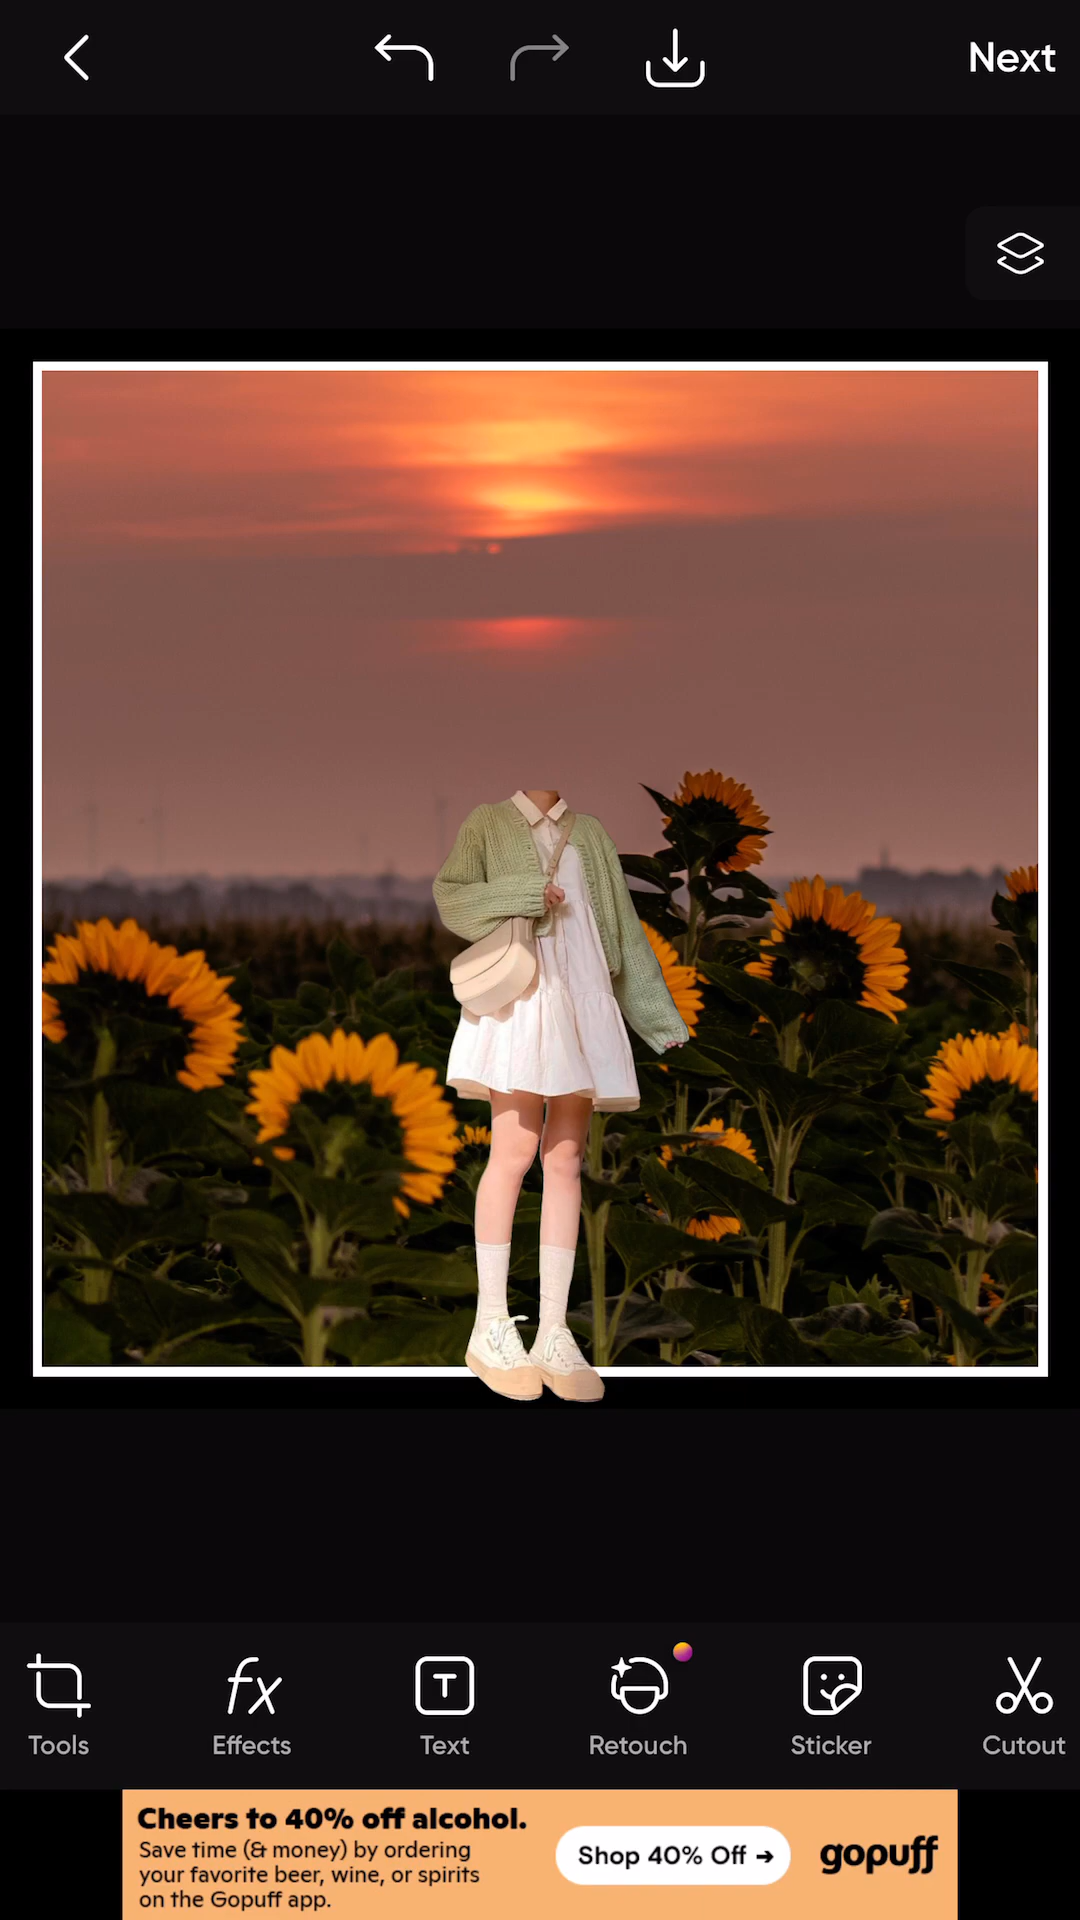 Next
Tools
Effects
T
Text
Retouch
Sticker
Cutout
Cheers to 40% off alcohol.
Save time (& money) by ordering
your favorite beer, wine, or spirits
on the Gopuff app.
Shop 40% Off →
gopuff